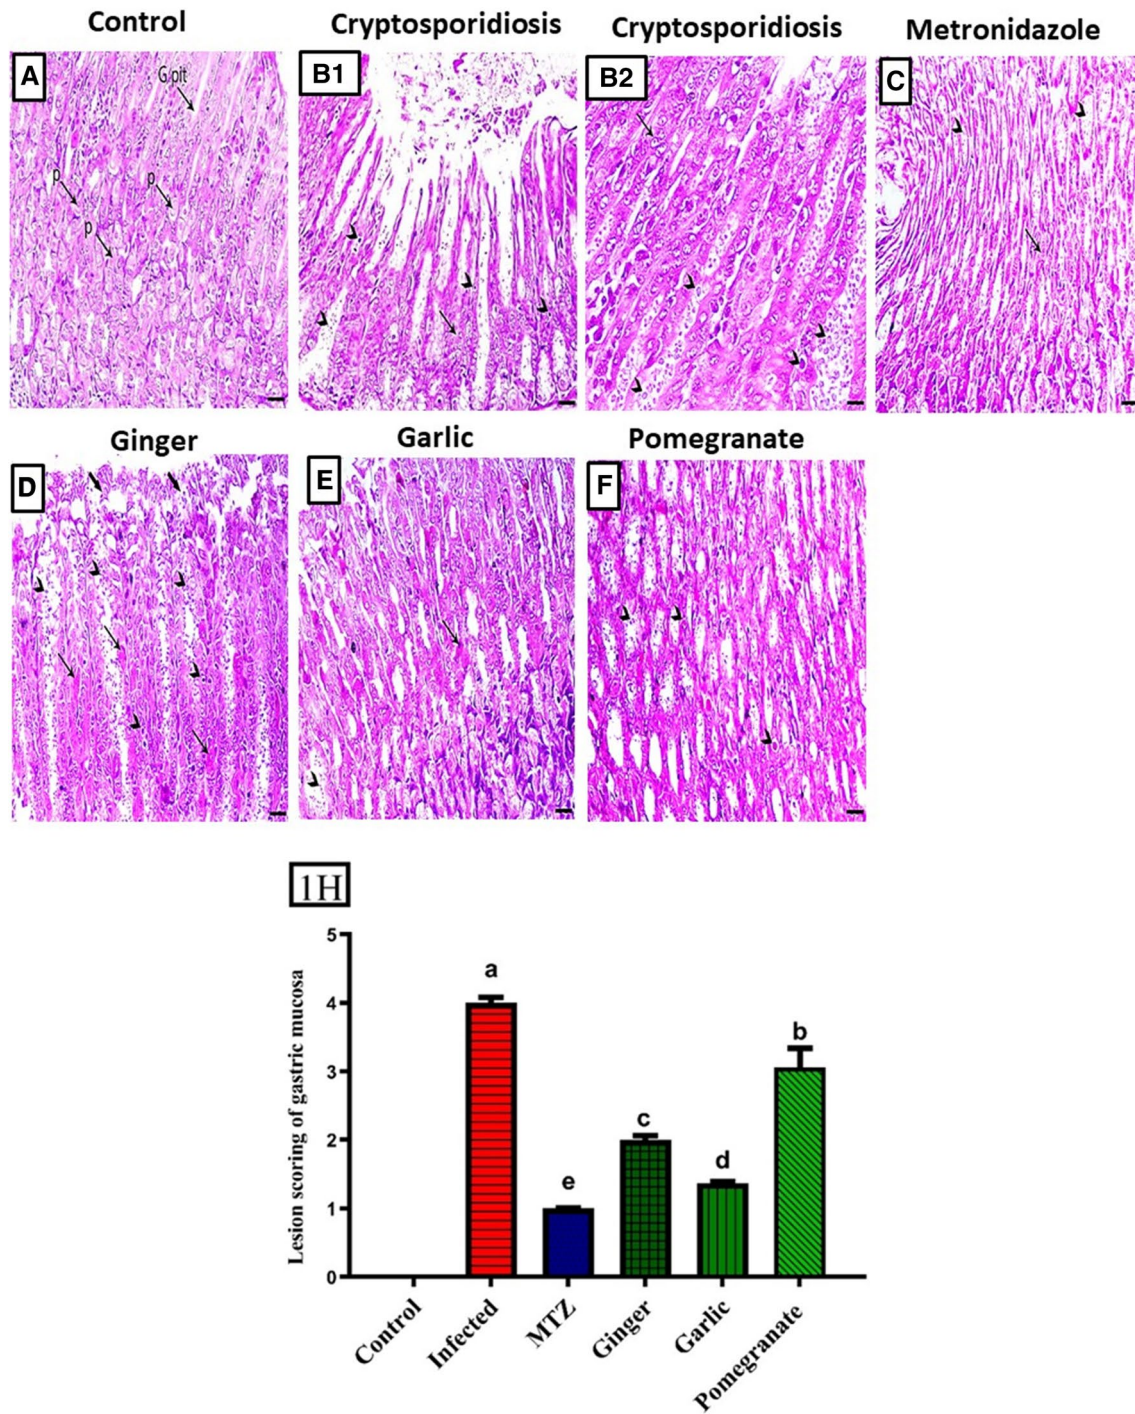 Control
Cryptosporidiosis
Cryptosporidiosis
Metronidazole
A
B1
B2
C
G pit
p
p
p
Ginger
Garlic
Pomegranate
D
E
F
1H
Lesion scoring of gastric mucosa
5
4
3
2
1
0
a
e
c
d
b
Control
Infected
MTZ
Ginger
Garlic
Pomegranate